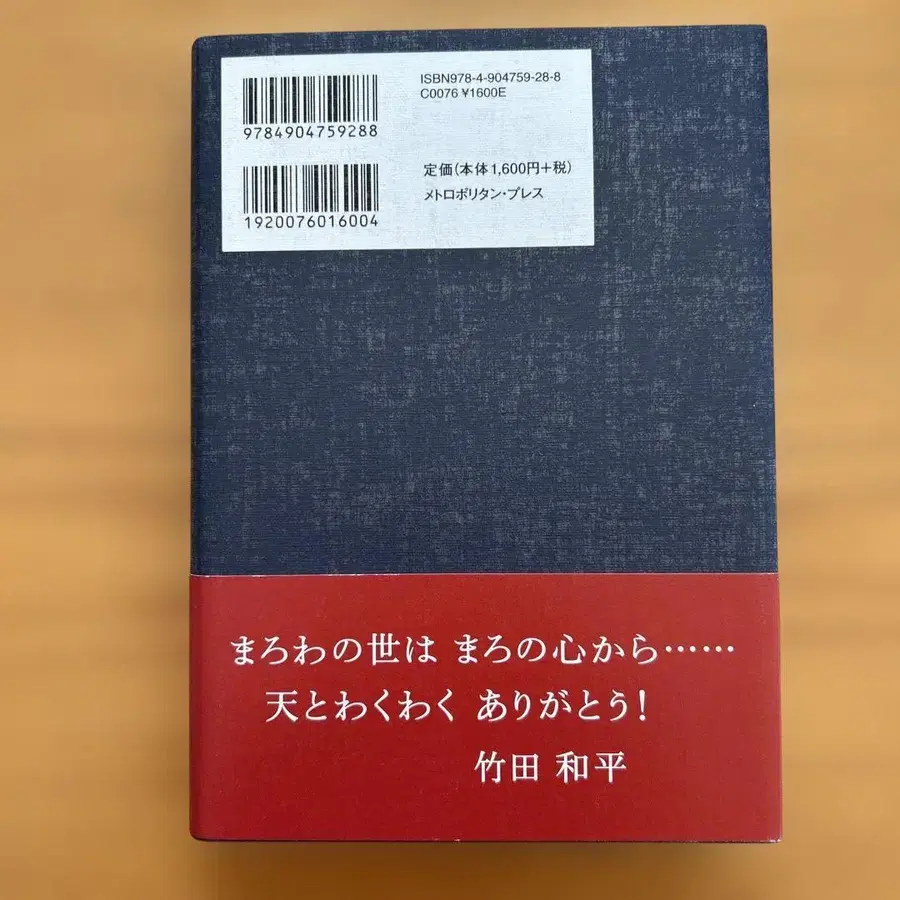 ISBN978-4-904759-28-8
C0076 ¥1600E
9784904759288
定価(本体1,600円+税)
メトロポリタン・プレス
1920076016004
まろわの世は まろの心から……
天とわくわく ありがとう!
竹田 和平